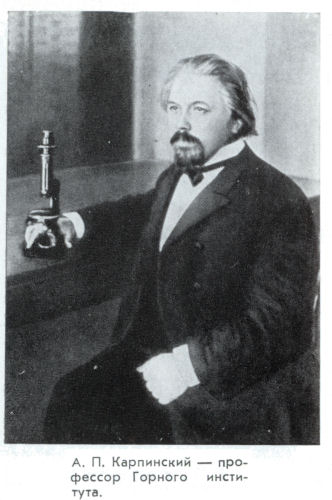 А. П. Карпинский — про-
фессор Горного инсти-
тута.